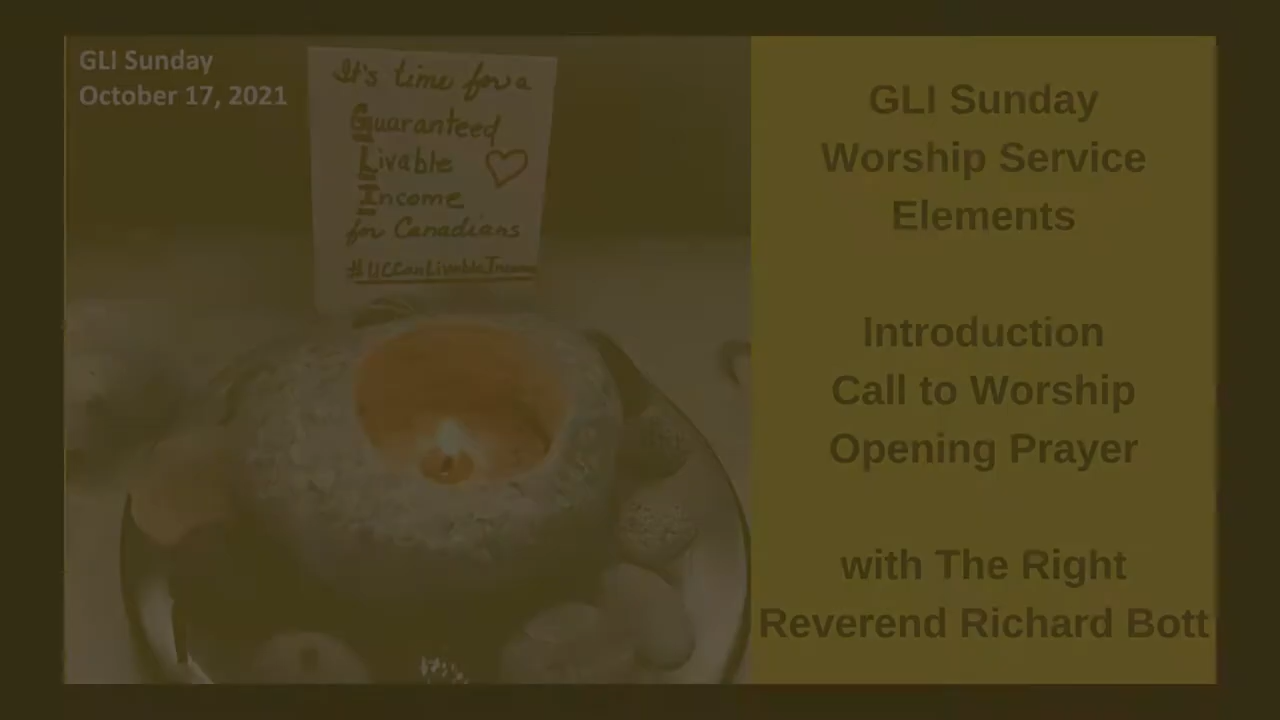 GLI Sunday
October 17, 2021
It's time for a
Guaranteed
Livable
Income
for Canadians
#UCCanLivableIncome
GLI Sunday
Worship Service
Elements
Introduction
Call to Worship
Opening Prayer
with The Right
Reverend Richard Bott